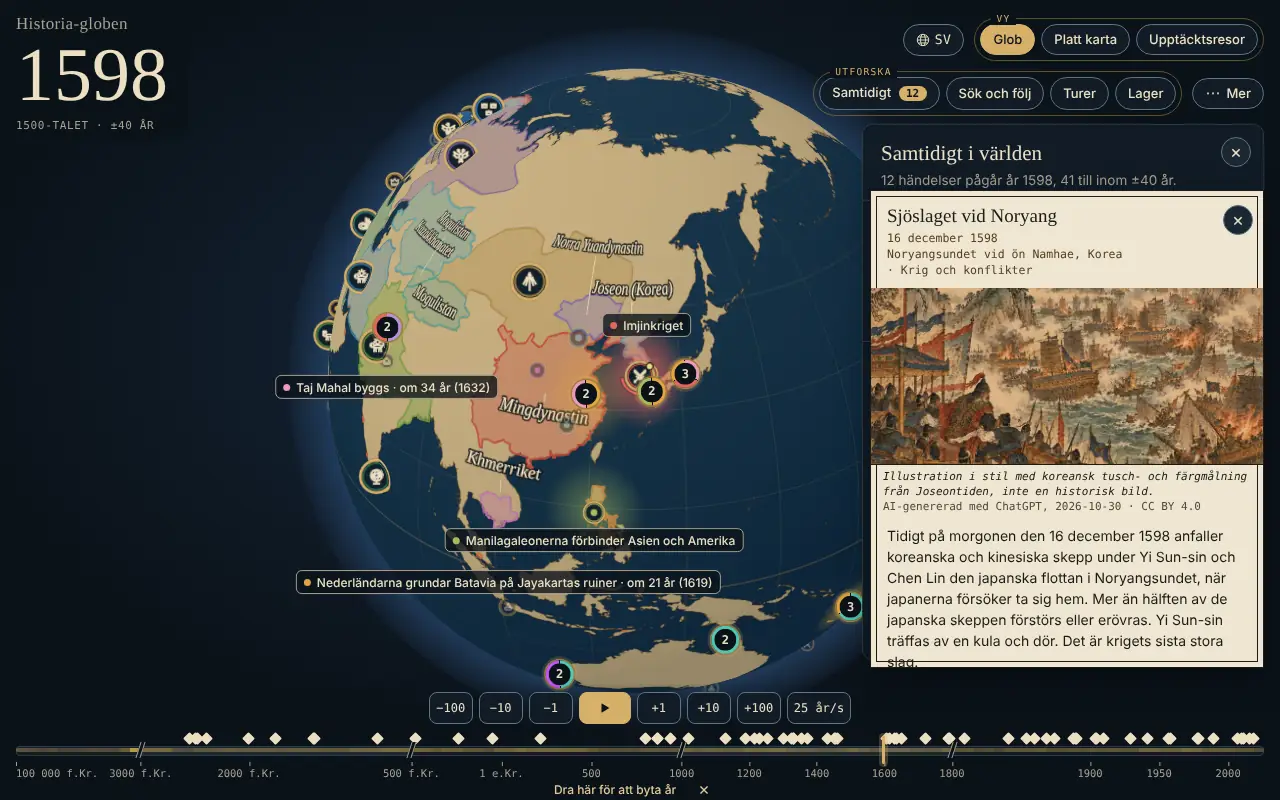 Historia-globen
1598
1500-TALET · ±40 ÅR
SV
VY
Glob
Platt karta
Upptäcktsresor
UTFORSKA
Samtidigt 12
Sök och följ
Turer
Lager
··· Mer
Samtidigt i världen
12 händelser pågår år 1598, 41 till inom ±40 år.
Sjöslaget vid Noryang
16 december 1598
Noryangsundet vid ön Namhae, Korea
· Krig och konflikter
Illustration i stil med koreansk tusch- och färgmålning
från Joseontiden, inte en historisk bild.
AI-genererad med ChatGPT, 2026-10-30 · CC BY 4.0
Tidigt på morgonen den 16 december 1598 anfaller
koreanska och kinesiska skepp under Yi Sun-sin och
Chen Lin den japanska flottan i Noryangsundet, när
japanerna försöker ta sig hem. Mer än hälften av de
japanska skeppen förstörs eller erövras. Yi Sun-sin
träffas av en kula och dör. Det är krigets sista stora
slag.
Norra Yuandynastin
Joseon (Korea)
Mogulistan
Imjinkriget
2
3
Taj Mahal byggs · om 34 år (1632)
2
2
Mingdynastin
Khmerriket
Manilagaleonerna förbinder Asien och Amerika
Nederländarna grundar Batavia på Jayakartas ruiner · om 21 år (1619)
3
2
2
−100
−10
−1
+1
+10
+100
25 år/s
100 000 f.Kr.
3000 f.Kr.
2000 f.Kr.
500 f.Kr.
1 e.Kr.
500
1000
1200
1400
1600
1800
1900
1950
2000
Dra här för att byta år